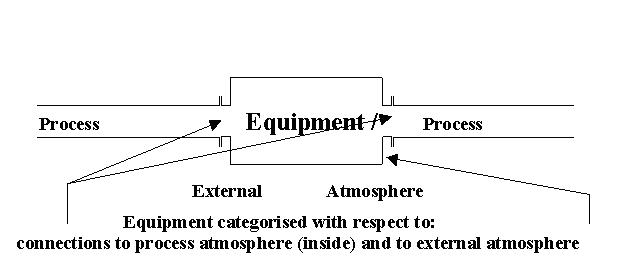 Process Equipment / Process
External Atmosphere
Equipment categorised with respect to:
connections to process atmosphere (inside) and to external atmosphere